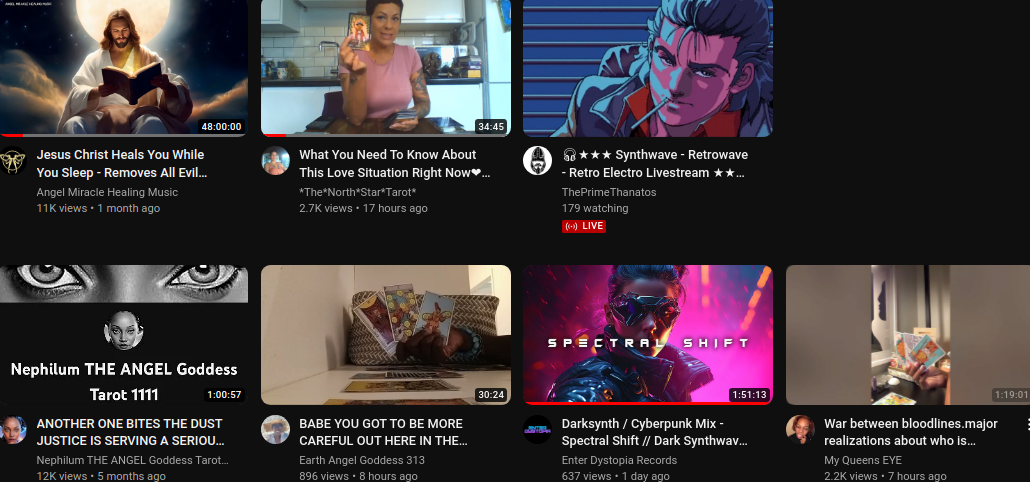 ANGEL MIRACLE HEALING MUSIC
48:00:00
34:45
Jesus Christ Heals You While
You Sleep - Removes All Evil...
Angel Miracle Healing Music
11K views • 1 month ago
What You Need To Know About
This Love Situation Right Now❤...
*The*North*Star*Tarot*
2.7K views • 17 hours ago
🎧★★★ Synthwave - Retrowave
- Retro Electro Livestream ★★...
ThePrimeThanatos
179 watching
LIVE
Nephilum THE ANGEL Goddess
Tarot 1111
1:00:57
30:24
SPECTRAL SHIFT
1:51:13
1:19:01
ANOTHER ONE BITES THE DUST
JUSTICE IS SERVING A SERIOU...
Nephilum THE ANGEL Goddess Tarot...
12K views • 5 months ago
BABE YOU GOT TO BE MORE
CAREFUL OUT HERE IN THE...
Earth Angel Goddess 313
896 views • 8 hours ago
Darksynth / Cyberpunk Mix -
Spectral Shift // Dark Synthwav...
Enter Dystopia Records
637 views • 1 day ago
War between bloodlines.major
realizations about who is...
My Queens EYE
2.2K views • 7 hours ago